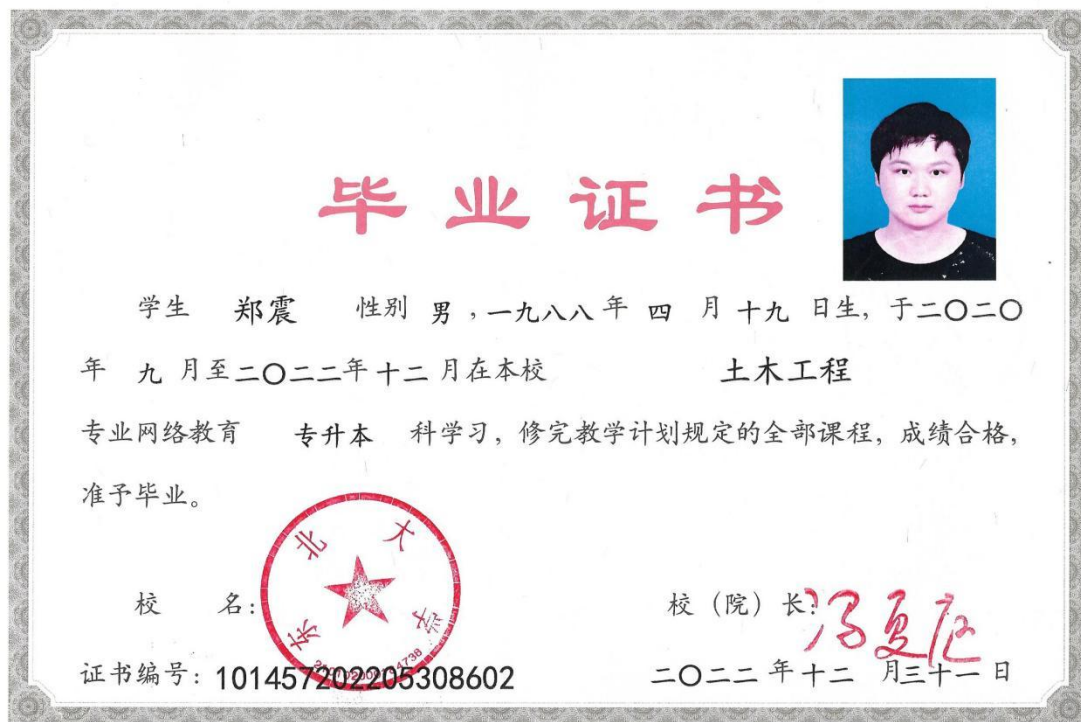 毕业证书
学生 郑震 性别 男，一九八八年 四 月 十九 日生，于二〇二〇
年 九 月至二〇二二年十二月在本校 土木工程
专业网络教育 专升本 科学习，修完教学计划规定的全部课程，成绩合格，
准予毕业。
东北大学
校 名： 校（院）长：冯夏庭
证书编号：101457202205308602 二〇二二 年十二 月三十一日